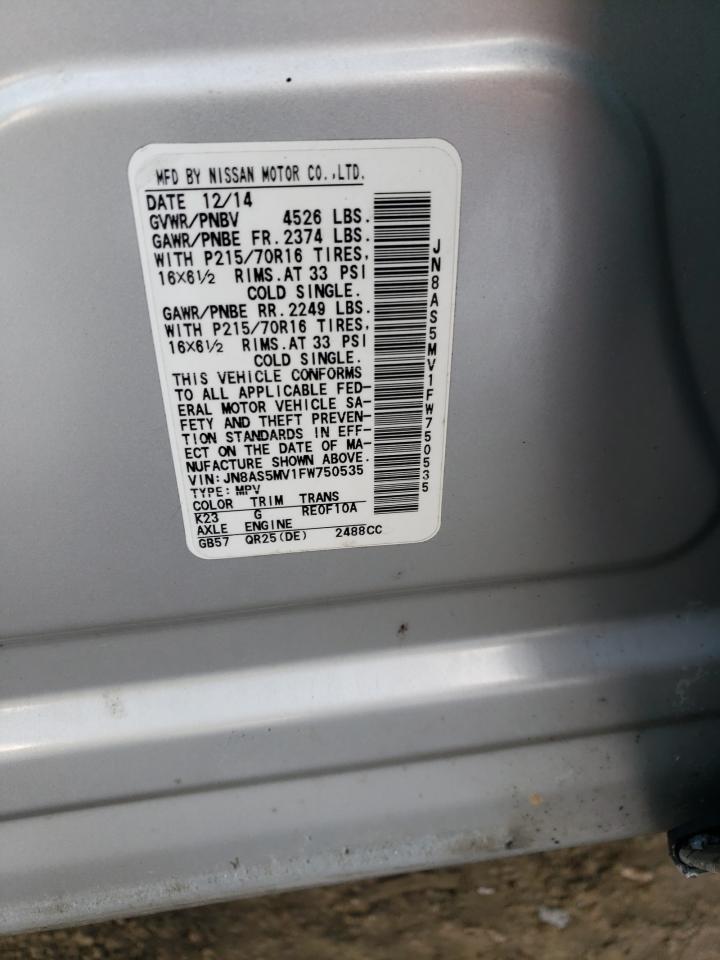 MFD BY NISSAN MOTOR CO.,LTD.
DATE 12/14
GVWR/PNBV 4526 LBS.
GAWR/PNBE FR. 2374 LBS.
WITH P215/70R16 TIRES,
16X6½ RIMS. AT 33 PSI
COLD SINGLE.
GAWR/PNBE RR. 2249 LBS.
WITH P215/70R16 TIRES,
16X6½ RIMS. AT 33 PSI
COLD SINGLE.
THIS VEHICLE CONFORMS
TO ALL APPLICABLE FED-
ERAL MOTOR VEHICLE SA-
FETY AND THEFT PREVEN-
TION STANDARDS IN EFF-
ECT ON THE DATE OF MA-
NUFACTURE SHOWN ABOVE.
VIN: JN8AS5MV1FW750535
TYPE: MPV
COLOR TRIM TRANS
K23 G RE0F10A
AXLE ENGINE
GB57 QR25(DE) 2488CC
JN8AS5MV1FW750535